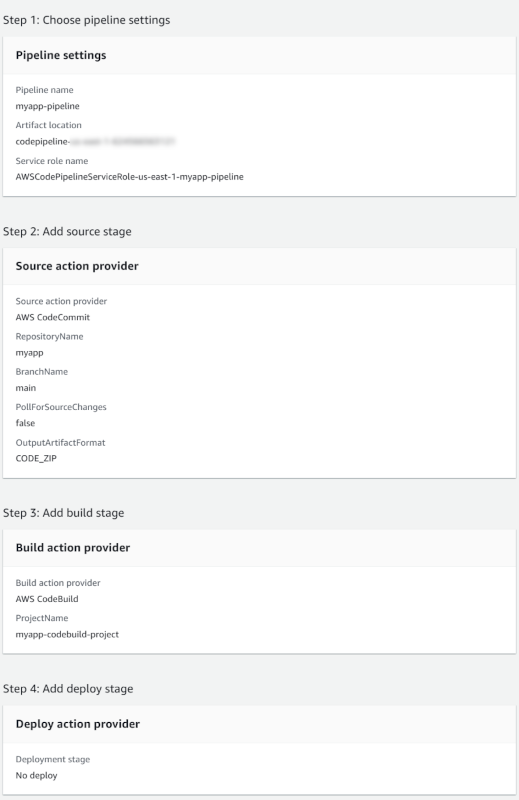 Step 1: Choose pipeline settings
Pipeline settings
Pipeline name
myapp-pipeline
Artifact location
codepipeline-
Service role name
AWSCodePipelineServiceRole-us-east-1-myapp-pipeline
Step 2: Add source stage
Source action provider
Source action provider
AWS CodeCommit
RepositoryName
myapp
BranchName
main
PollForSourceChanges
false
OutputArtifactFormat
CODE_ZIP
Step 3: Add build stage
Build action provider
Build action provider
AWS CodeBuild
ProjectName
myapp-codebuild-project
Step 4: Add deploy stage
Deploy action provider
Deployment stage
No deploy